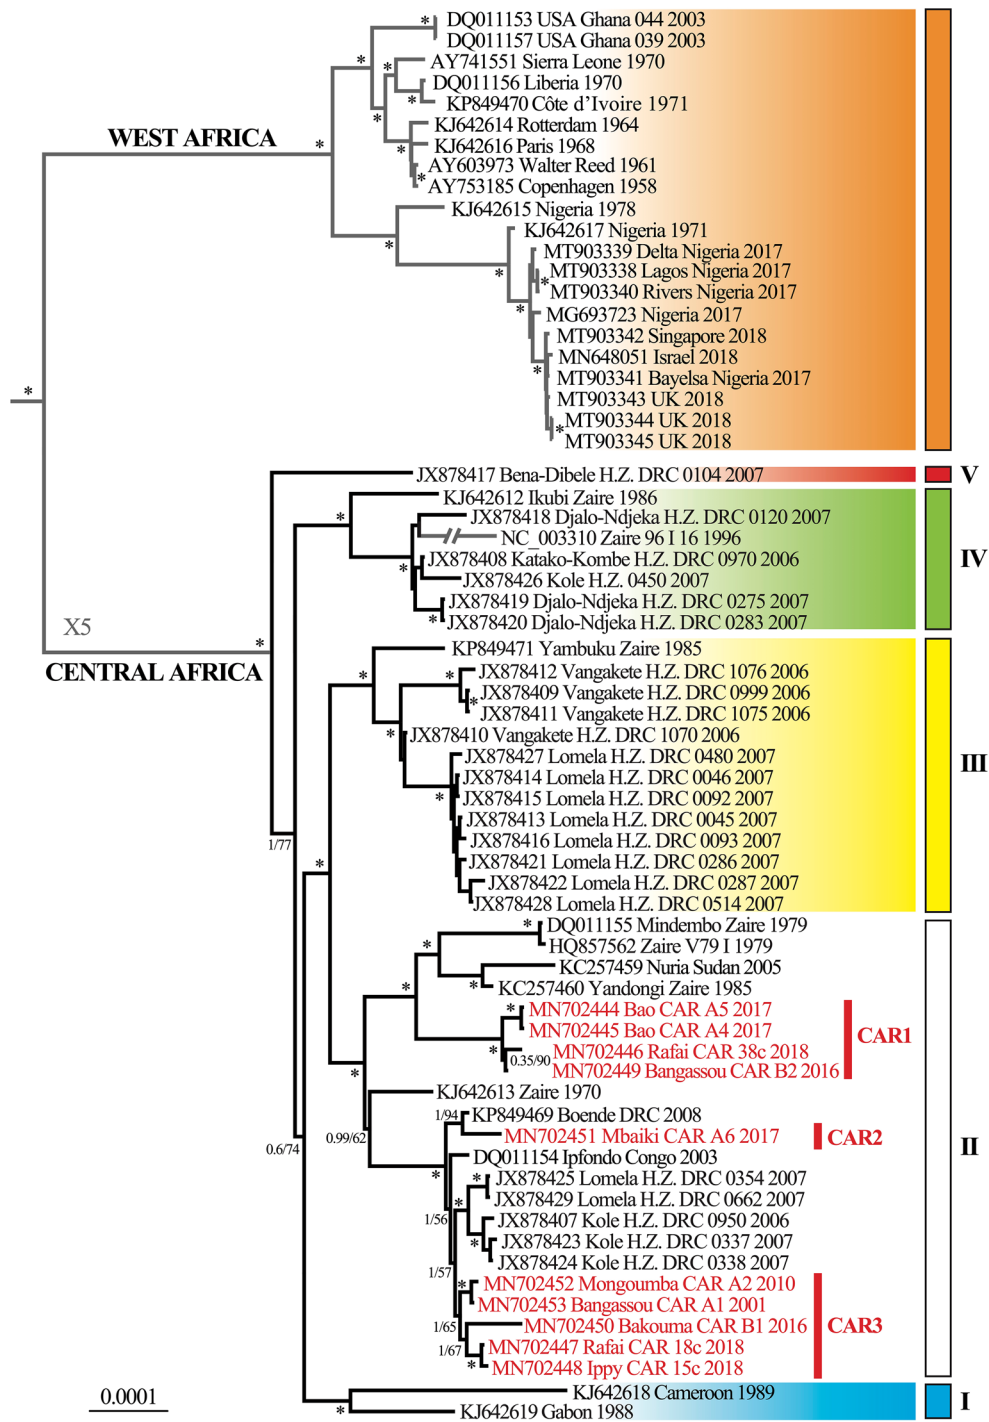 *
DQ011153 USA Ghana 044 2003
DQ011157 USA Ghana 039 2003
*
AY741551 Sierra Leone 1970
*
DQ011156 Liberia 1970
*
KP849470 Côte d'Ivoire 1971
*
KJ642614 Rotterdam 1964
WEST AFRICA
*
KJ642616 Paris 1968
*
AY603973 Walter Reed 1961
*
AY753185 Copenhagen 1958
KJ642615 Nigeria 1978
*
KJ642617 Nigeria 1971
MT903339 Delta Nigeria 2017
*
MT903338 Lagos Nigeria 2017
*
MT903340 Rivers Nigeria 2017
*
MG693723 Nigeria 2017
MT903342 Singapore 2018
MN648051 Israel 2018
*
MT903341 Bayelsa Nigeria 2017
*
MT903343 UK 2018
MT903344 UK 2018
*
MT903345 UK 2018
JX878417 Bena-Dibele H.Z. DRC 0104 2007
V
KJ642612 Ikubi Zaire 1986
*
JX878418 Djalo-Ndjeka H.Z. DRC 0120 2007
NC_003310 Zaire 96 I 16 1996
JX878408 Katako-Kombe H.Z. DRC 0970 2006
IV
*
JX878426 Kole H.Z. 0450 2007
JX878419 Djalo-Ndjeka H.Z. DRC 0275 2007
*
JX878420 Djalo-Ndjeka H.Z. DRC 0283 2007
X5
*
CENTRAL AFRICA
KP849471 Yambuku Zaire 1985
*
*
JX878412 Vangakete H.Z. DRC 1076 2006
JX878409 Vangakete H.Z. DRC 0999 2006
*
JX878411 Vangakete H.Z. DRC 1075 2006
*
JX878410 Vangakete H.Z. DRC 1070 2006
JX878427 Lomela H.Z. DRC 0480 2007
III
JX878414 Lomela H.Z. DRC 0046 2007
*
JX878415 Lomela H.Z. DRC 0092 2007
JX878413 Lomela H.Z. DRC 0045 2007
1/77
JX878416 Lomela H.Z. DRC 0093 2007
*
JX878421 Lomela H.Z. DRC 0286 2007
JX878422 Lomela H.Z. DRC 0287 2007
JX878428 Lomela H.Z. DRC 0514 2007
*
DQ011155 Mindembo Zaire 1979
*
HQ857562 Zaire V79 I 1979
KC257459 Nuria Sudan 2005
*
*
KC257460 Yandongi Zaire 1985
*
MN702444 Bao CAR A5 2017
MN702445 Bao CAR A4 2017
CAR1
*
MN702446 Rafai CAR 38c 2018
0.35/90
*
MN702449 Bangassou CAR B2 2016
KJ642613 Zaire 1970
1/94
KP849469 Boende DRC 2008
0.99/62
MN702451 Mbaiki CAR A6 2017
CAR2
0.6/74
II
DQ011154 Ipfondo Congo 2003
*
*
JX878425 Lomela H.Z. DRC 0354 2007
*
JX878429 Lomela H.Z. DRC 0662 2007
1/56
JX878407 Kole H.Z. DRC 0950 2006
*
JX878423 Kole H.Z. DRC 0337 2007
JX878424 Kole H.Z. DRC 0338 2007
1/57
*
MN702452 Mongoumba CAR A2 2010
MN702453 Bangassou CAR A1 2001
1/65
MN702450 Bakouma CAR B1 2016
CAR3
1/67
MN702447 Rafai CAR 18c 2018
*
MN702448 Ippy CAR 15c 2018
0.0001
KJ642618 Cameroon 1989
I
*
KJ642619 Gabon 1988